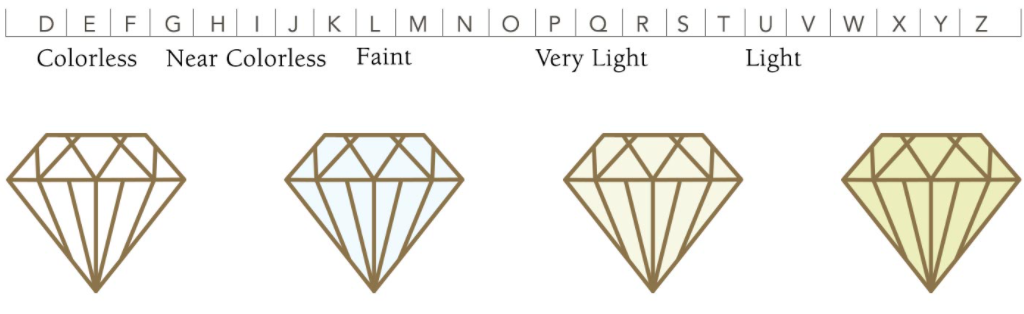 D E F G H I J K L M N O P Q R S T U V W X Y Z
Colorless Near Colorless Faint Very Light Light